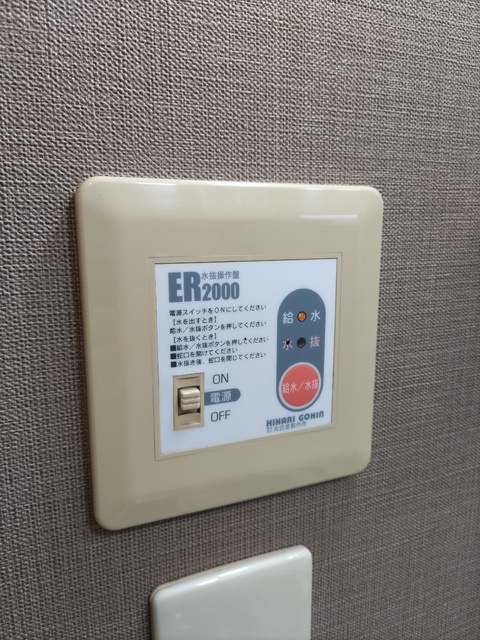 ER2000 水抜操作盤
電源スイッチをONにしてください
【水を出すとき】
給水／水抜ボタンを押してください
【水を抜くとき】
■給水／水抜ボタンを押してください
■蛇口を開けてください
■水抜き後、蛇口を閉じてください
ON
電源
OFF
給 水
水 抜
給水／水抜
NIHARI GOKIN